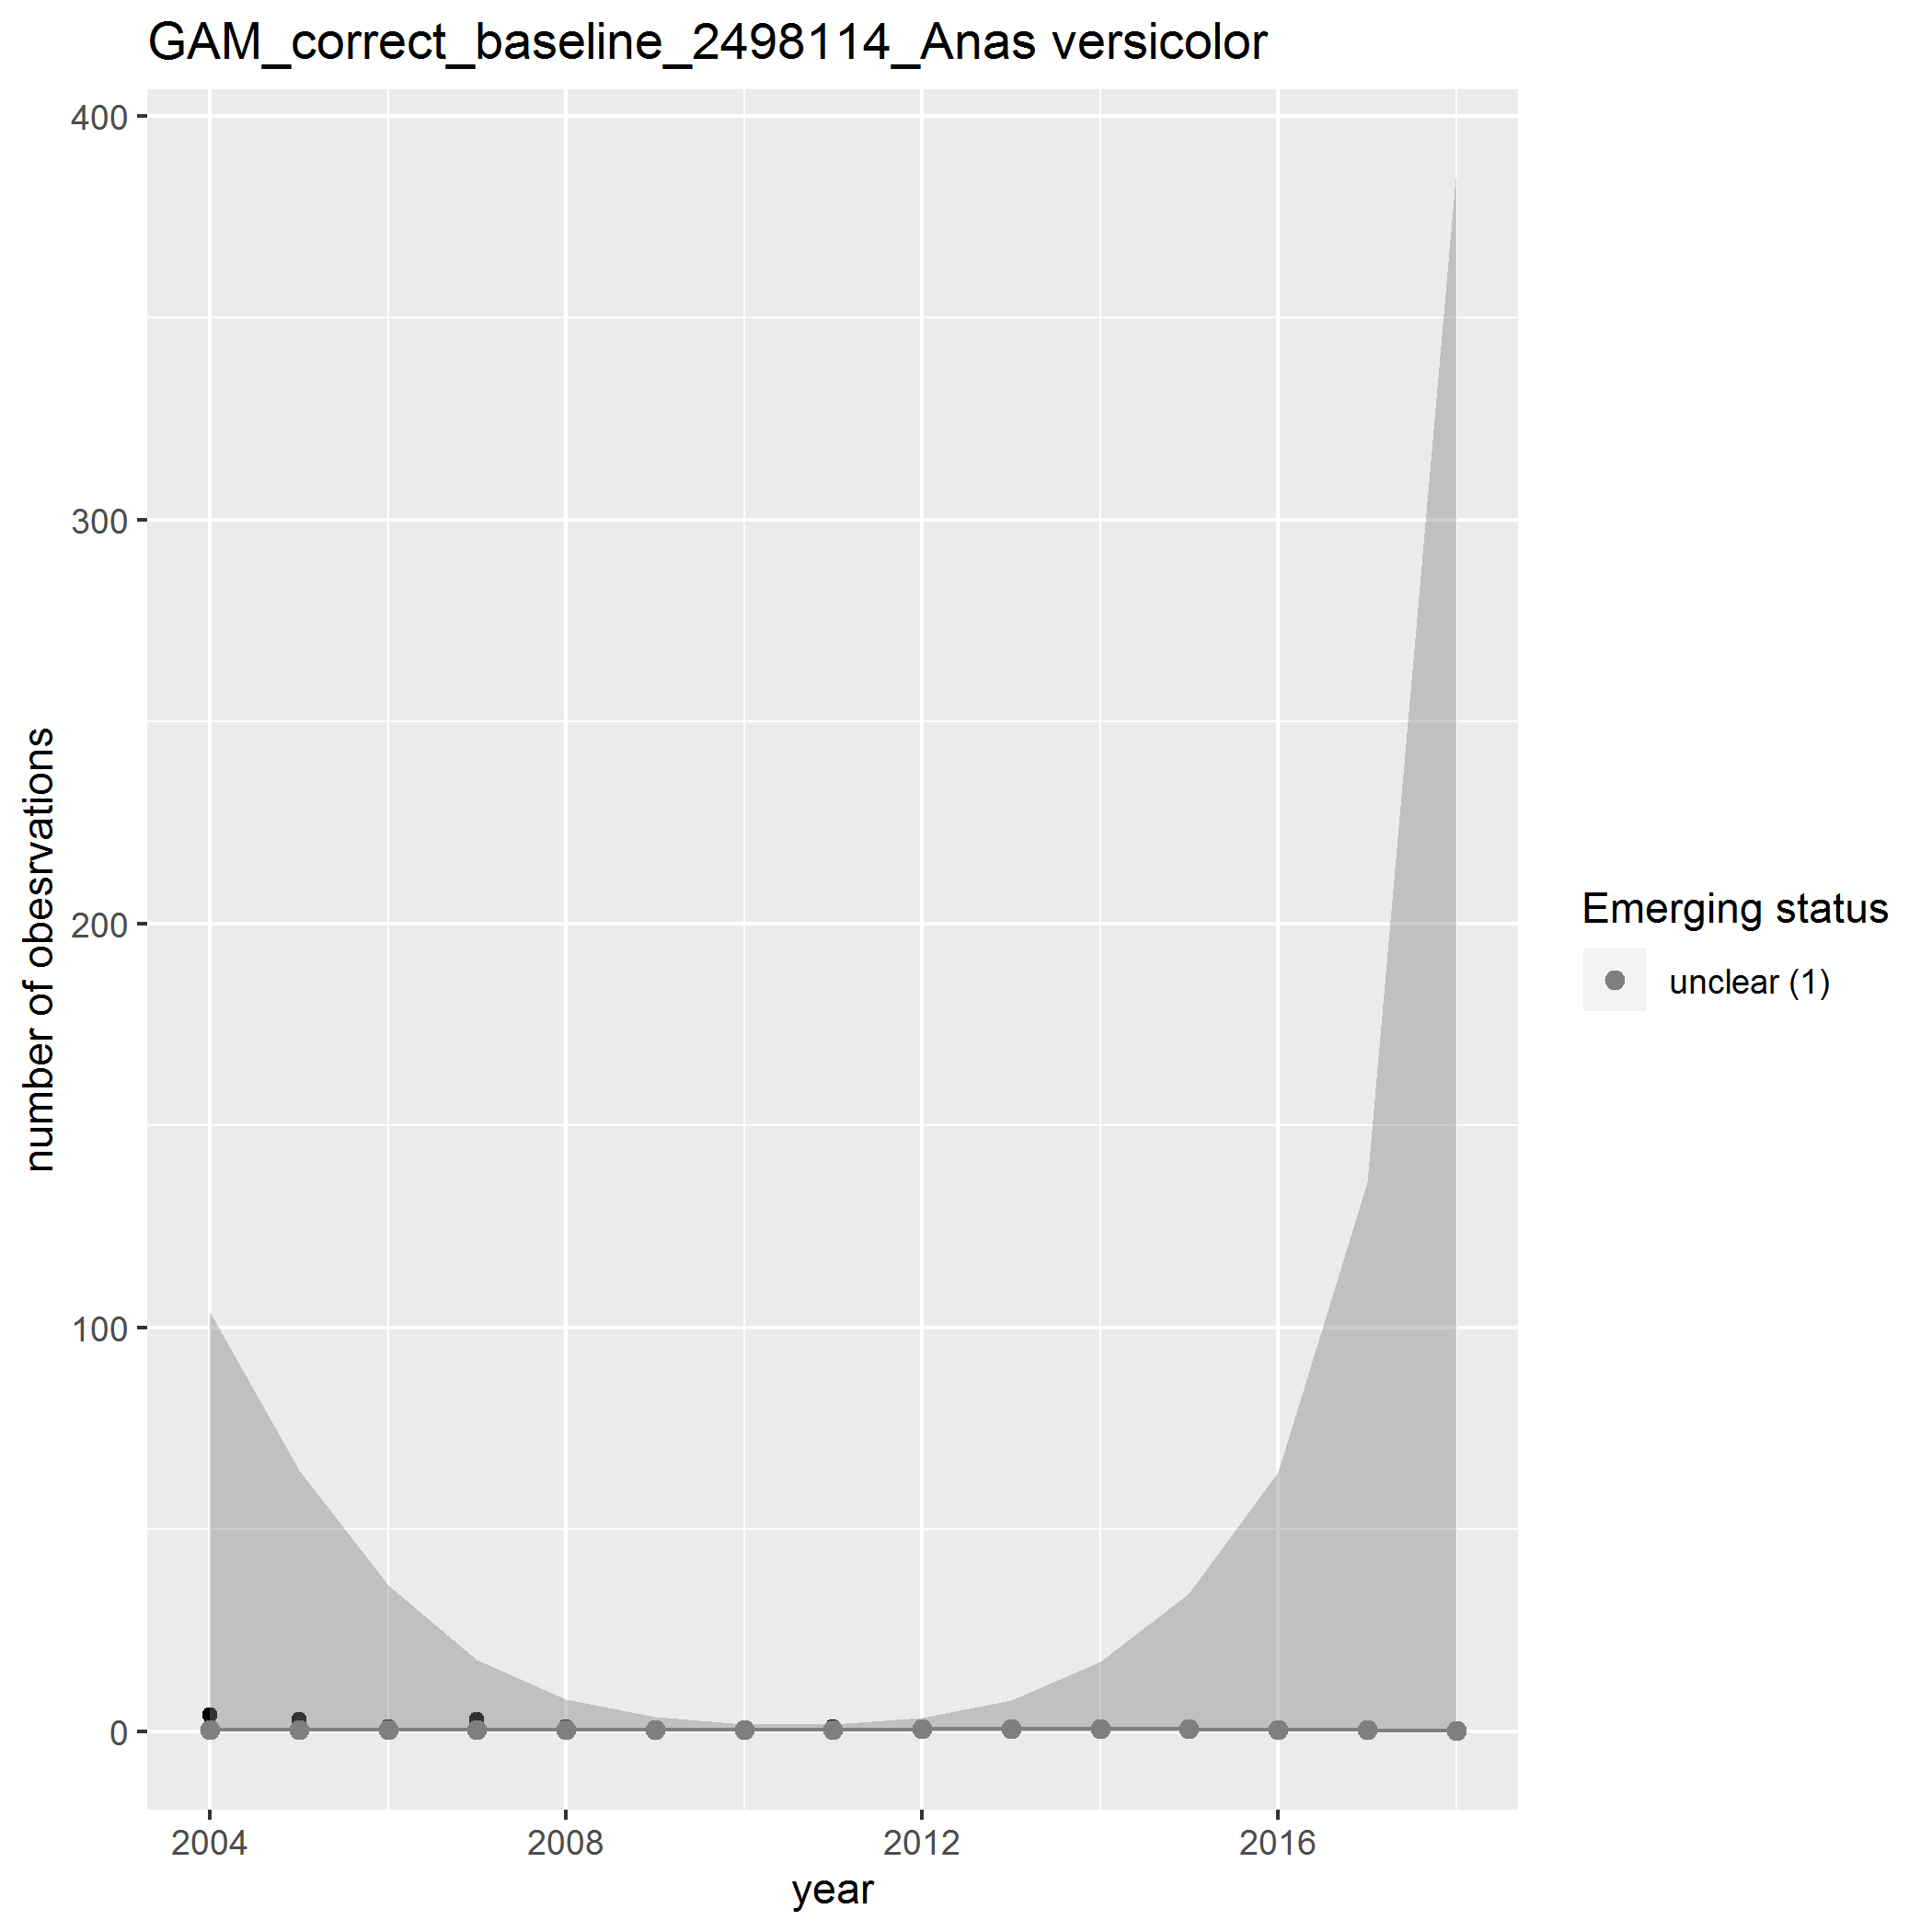 GAM_correct_baseline_2498114_Anas versicolor
400
300
200
100
0
number of obesrvations
2004
2008
2012
2016
year
Emerging status
unclear (1)